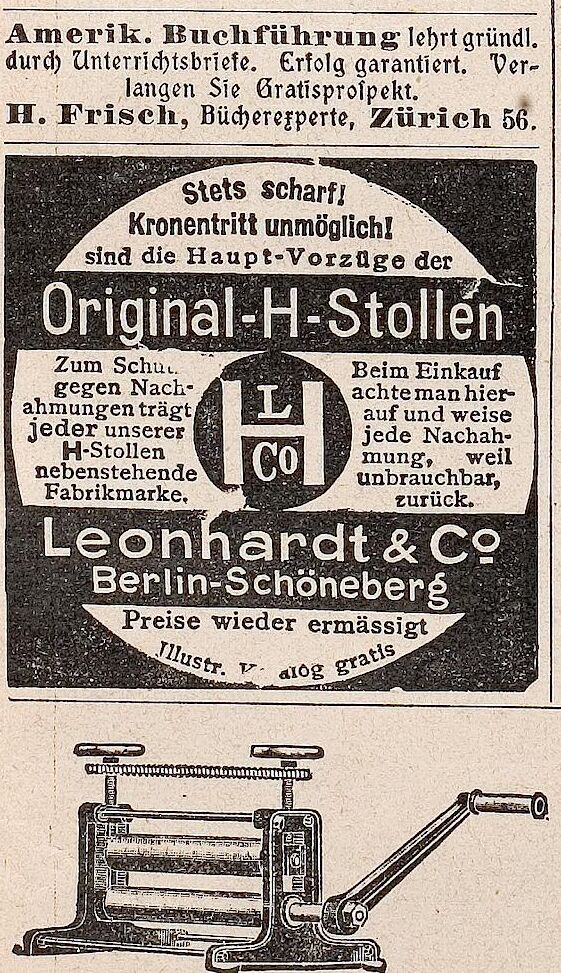 Amerik. Buchführung lehrt gründl.
durch Unterrichtsbriefe. Erfolg garantiert. Ver-
langen Sie Gratisprospekt.
H. Frisch, Bücherexperte, Zürich 56.
Stets scharf!
Kronentritt unmöglich!
sind die Haupt-Vorzüge der
Original-H-Stollen
Zum
gegen Nach-
ahmungen trägt
jeder unserer
H-Stollen
nebenstehende
Fabrikmarke.
H L
Co
Beim Einkauf
achte man hier-
auf und weise
jede Nachah-
mung, weil
unbrauchbar,
zurück.
Leonhardt & Co
Berlin-Schöneberg
Preise wieder ermässigt
Illustr. gratis